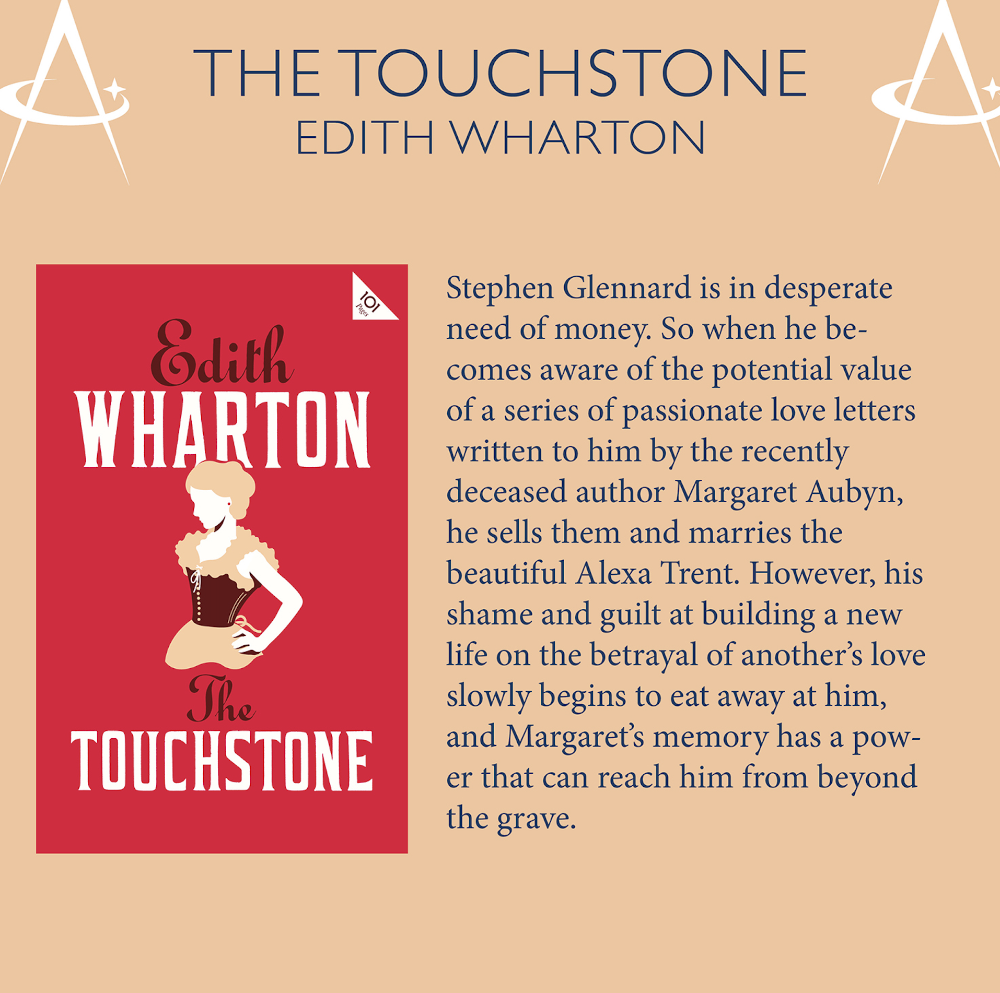 THE TOUCHSTONE
EDITH WHARTON
101
Pages
Edith
WHARTON
The
TOUCHSTONE
Stephen Glennard is in desperate
need of money. So when he be-
comes aware of the potential value
of a series of passionate love letters
written to him by the recently
deceased author Margaret Aubyn,
he sells them and marries the
beautiful Alexa Trent. However, his
shame and guilt at building a new
life on the betrayal of another’s love
slowly begins to eat away at him,
and Margaret’s memory has a pow-
er that can reach him from beyond
the grave.